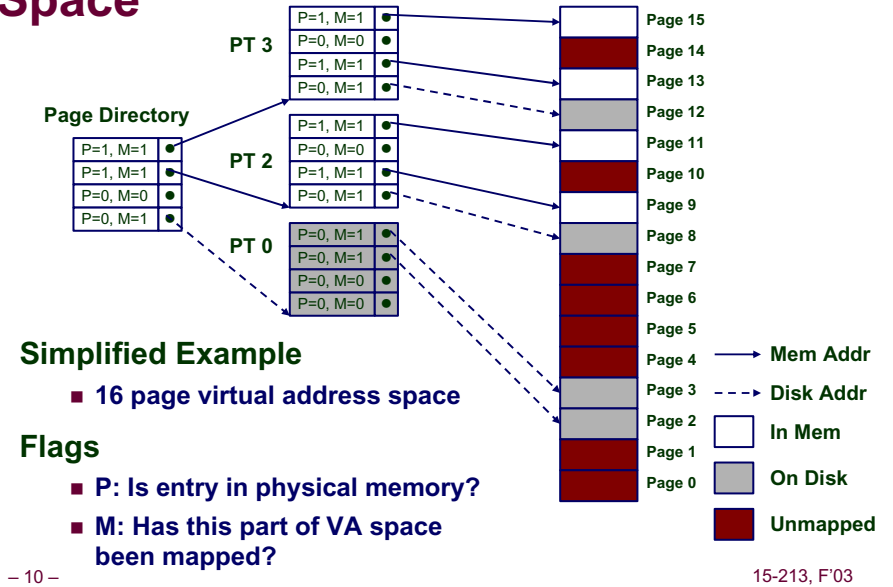 Space
PT 3
P=1, M=1
P=0, M=0
P=1, M=1
P=0, M=1
Page Directory
P=1, M=1
P=1, M=1
P=0, M=0
P=0, M=1
PT 2
P=1, M=1
P=0, M=0
P=1, M=1
P=0, M=1
PT 0
P=0, M=1
P=0, M=1
P=0, M=0
P=0, M=0
Page 15
Page 14
Page 13
Page 12
Page 11
Page 10
Page 9
Page 8
Page 7
Page 6
Page 5
Page 4
Page 3
Page 2
Page 1
Page 0
Mem Addr
Disk Addr
In Mem
On Disk
Unmapped
Simplified Example
■ 16 page virtual address space
Flags
■ P: Is entry in physical memory?
■ M: Has this part of VA space
been mapped?
– 10 –
15-213, F'03